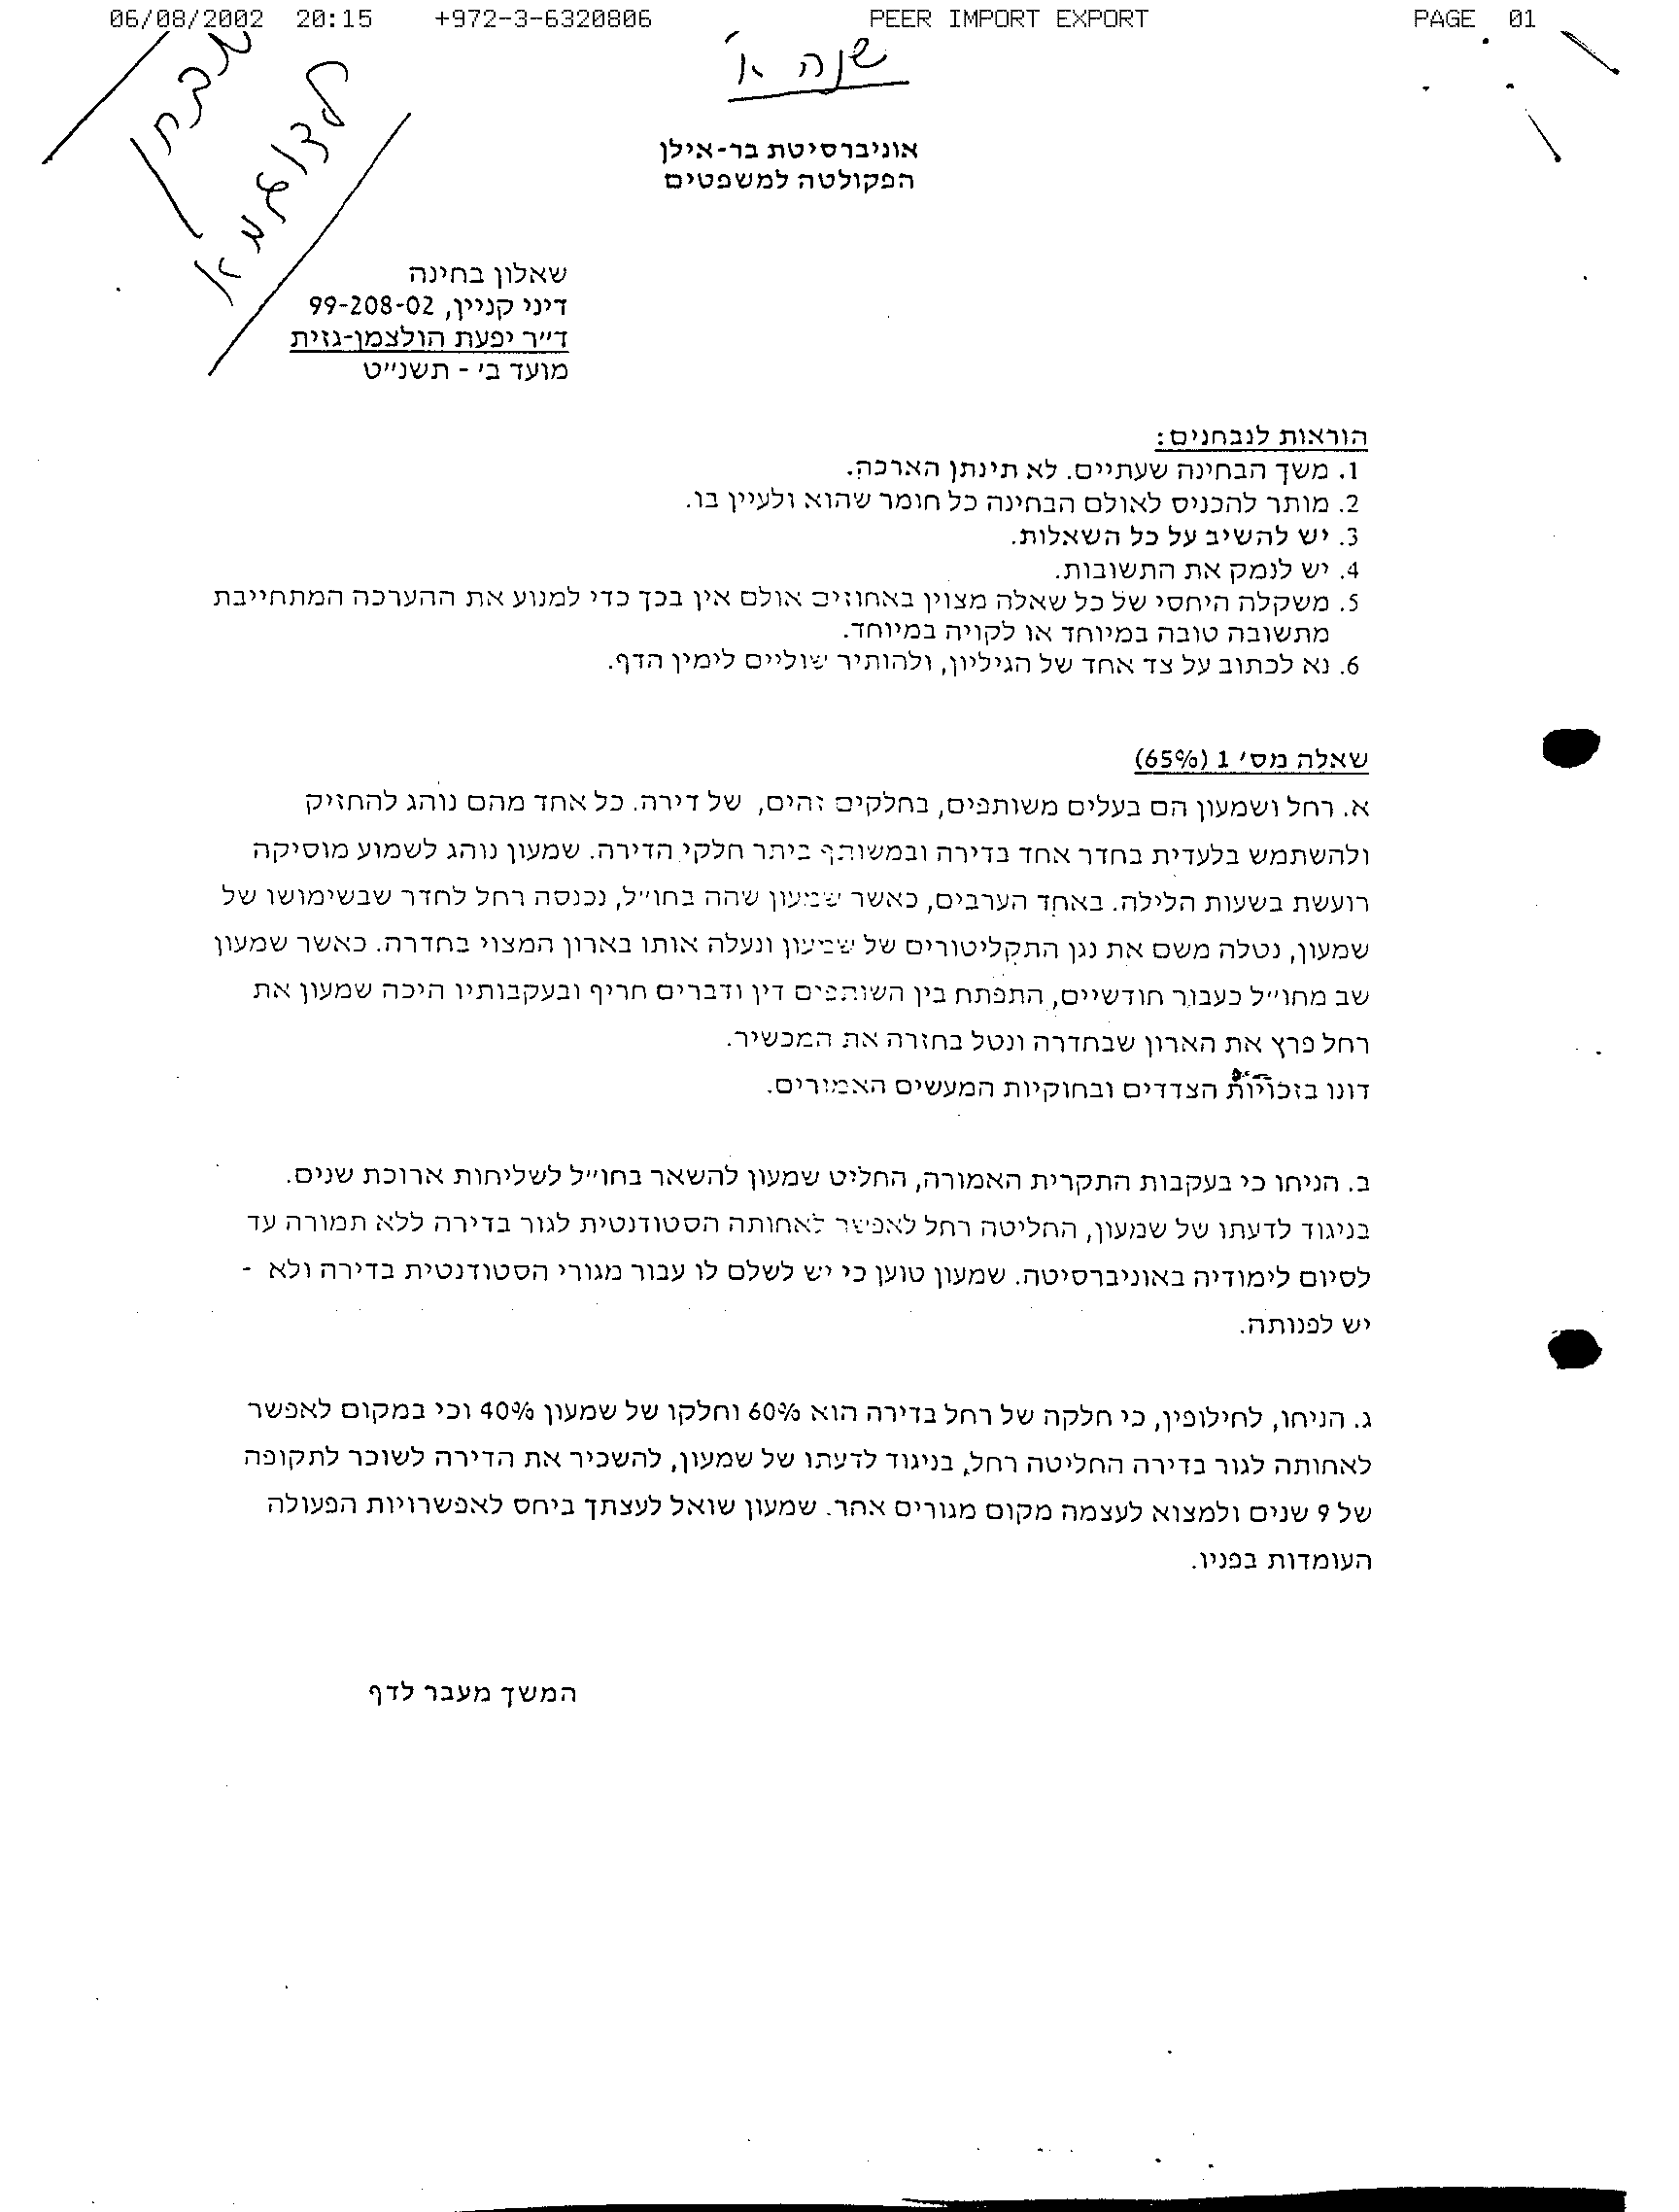 06/08/2002 20:15 +972-3-6320806 PEER IMPORT EXPORT PAGE 01
שנה א'
מבחן
לדוגמא
אוניברסיטת בר-אילן
הפקולטה למשפטים
שאלון בחינה
דיני קניין, 99-208-02
ד״ר יפעת הולצמן-גזית
מועד בי - תשנ״ט
הוראות לנבחנים:
1. משך הבחינה שעתיים. לא תינתן הארכה.
2. מותר להכניס לאולם הבחינה כל חומר שהוא ולעיין בו.
3. יש להשיב על כל השאלות.
4. יש לנמק את התשובות.
5. משקלה היחסי של כל שאלה מצוין באחוזים אולם אין בכך כדי למנוע את ההערכה המתחייבת
מתשובה טובה במיוחד או לקויה במיוחד.
6. נא לכתוב על צד אחד של הגיליון, ולהותיר שוליים לימין הדף.
שאלה מס׳ 1 (65%)
א. רחל ושמעון הם בעלים משותפים, בחלקים זהים, של דירה. כל אחד מהם נוהג להחזיק
ולהשתמש בלעדית בחדר אחד בדירה ובמשותף ביתר חלקי הדירה. שמעון נוהג לשמוע מוסיקה
רועשת בשעות הלילה. באחד הערבים, כאשר שמעון שהה בחו״ל, נכנסה רחל לחדר שבשימושו של
שמעון, נטלה משם את נגן התקליטורים של שמעון ונעלה אותו בארון המצוי בחדרה. כאשר שמעון
שב מחו״ל כעבור חודשיים, התפתח בין השותפים דין ודברים חריף ובעקבותיו היכה שמעון את
רחל פרץ את הארון שבחדרה ונטל בחזרה את המכשיר.
דונו בזכויות הצדדים ובחוקיות המעשים האמורים.
ב. הניחו כי בעקבות התקרית האמורה, החליט שמעון להשאר בחו״ל לשליחות ארוכת שנים.
בניגוד לדעתו של שמעון, החליטה רחל לאפשר לאחותה הסטודנטית לגור בדירה ללא תמורה עד
לסיום לימודיה באוניברסיטה. שמעון טוען כי יש לשלם לו עבור מגורי הסטודנטית בדירה ולא -
יש לפנותה.
ג. הניחו, לחילופין, כי חלקה של רחל בדירה הוא 60% וחלקו של שמעון 40% וכי במקום לאפשר
לאחותה לגור בדירה החליטה רחל, בניגוד לדעתו של שמעון, להשכיר את הדירה לשוכר לתקופה
של 9 שנים ולמצוא לעצמה מקום מגורים אחר. שמעון שואל לעצתך ביחס לאפשרויות הפעולה
העומדות בפניו.
המשך מעבר לדף